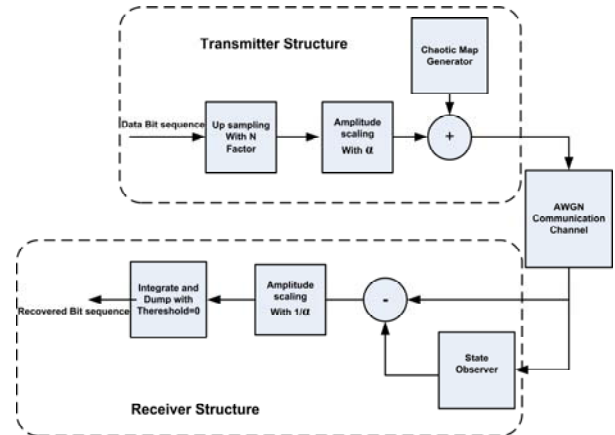 Transmitter Structure
Chaotic Map
Generator
Data Bit sequence
Up sampling
With N
Factor
Amplitude
scaling
With α
+
AWGN
Communication
Channel
Integrate and
Dump with
Thereshold=0
Amplitude
scaling
With 1/α
-
Recovered Bit sequence
State
Observer
Receiver Structure